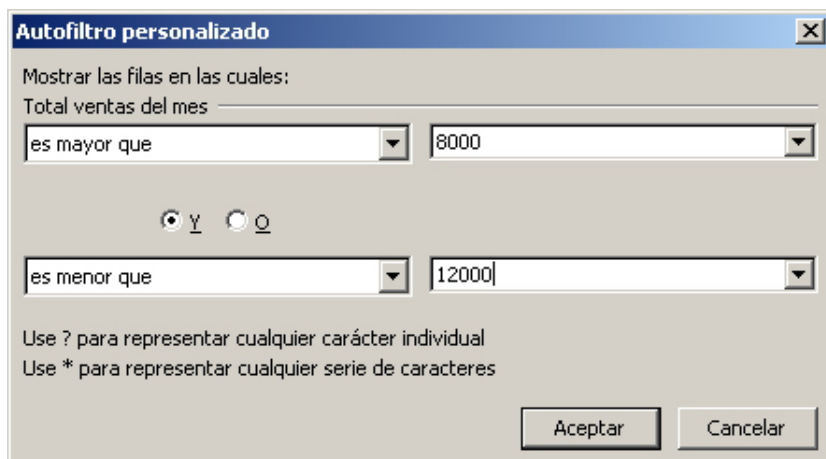 Autofiltro personalizado
Mostrar las filas en las cuales:
Total ventas del mes
es mayor que 8000
Y O
es menor que 12000
Use ? para representar cualquier carácter individual
Use * para representar cualquier serie de caracteres
Aceptar Cancelar